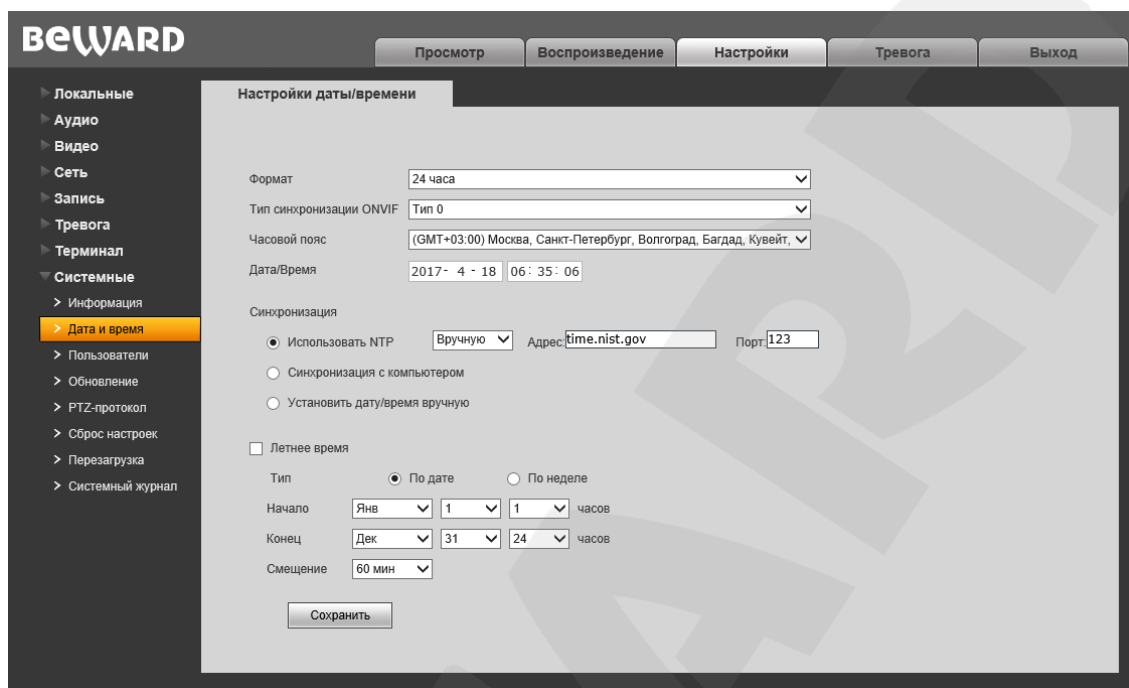 BEWARD
Просмотр Воспроизведение Настройки Тревога Выход
Локальные
Аудио
Видео
Сеть
Запись
Тревога
Терминал
Системные
Информация
Дата и время
Пользователи
Обновление
PTZ-протокол
Сброс настроек
Перезагрузка
Системный журнал
Настройки даты/времени
Формат 24 часа
Тип синхронизации ONVIF Тип 0
Часовой пояс (GMT+03:00) Москва, Санкт-Петербург, Волгоград, Багдад, Кувейт,
Дата/Время 2017- 4 - 18 06: 35: 06
Синхронизация
Использовать NTP Вручную Адрес: time.nist.gov Порт: 123
Синхронизация с компьютером
Установить дату/время вручную
Летнее время
Тип По дате По неделе
Начало Янв 1 1 часов
Конец Дек 31 24 часов
Смещение 60 мин
Сохранить